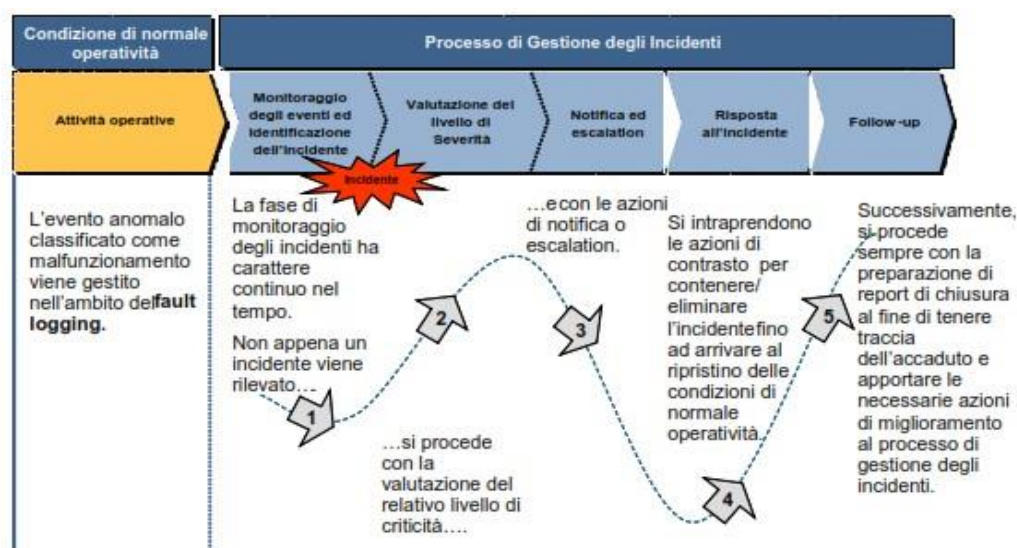 Condizione di normale
operatività
Processo di Gestione degli Incidenti
Attività operative
Monitoraggio
degli eventi ed
identificazione
dell'incidente
Valutazione del
livello di
Severità
Notifica ed
escalation
Risposta
all'incidente
Follow-up
Incidente
L'evento anomalo
classificato come
malfunzionamento
viene gestito
nell'ambito del fault
logging.
La fase di
monitoraggio
degli incidenti ha
carattere
continuo nel
tempo.
Non appena un
incidente viene
rilevato...
1
...si procede
con la
valutazione del
relativo livello di
criticità....
2
...e con le azioni
di notifica o
escalation.
3
Si intraprendono
le azioni di
contrasto per
contenere/
eliminare
l'incidente fino
ad arrivare al
ripristino delle
condizioni di
normale
operatività.
4
Successivamente,
si procede
sempre con la
preparazione di
report di chiusura
al fine di tenere
traccia
dell'accaduto e
apportare le
necessarie azioni
di miglioramento
al processo di
gestione degli
incidenti.
5